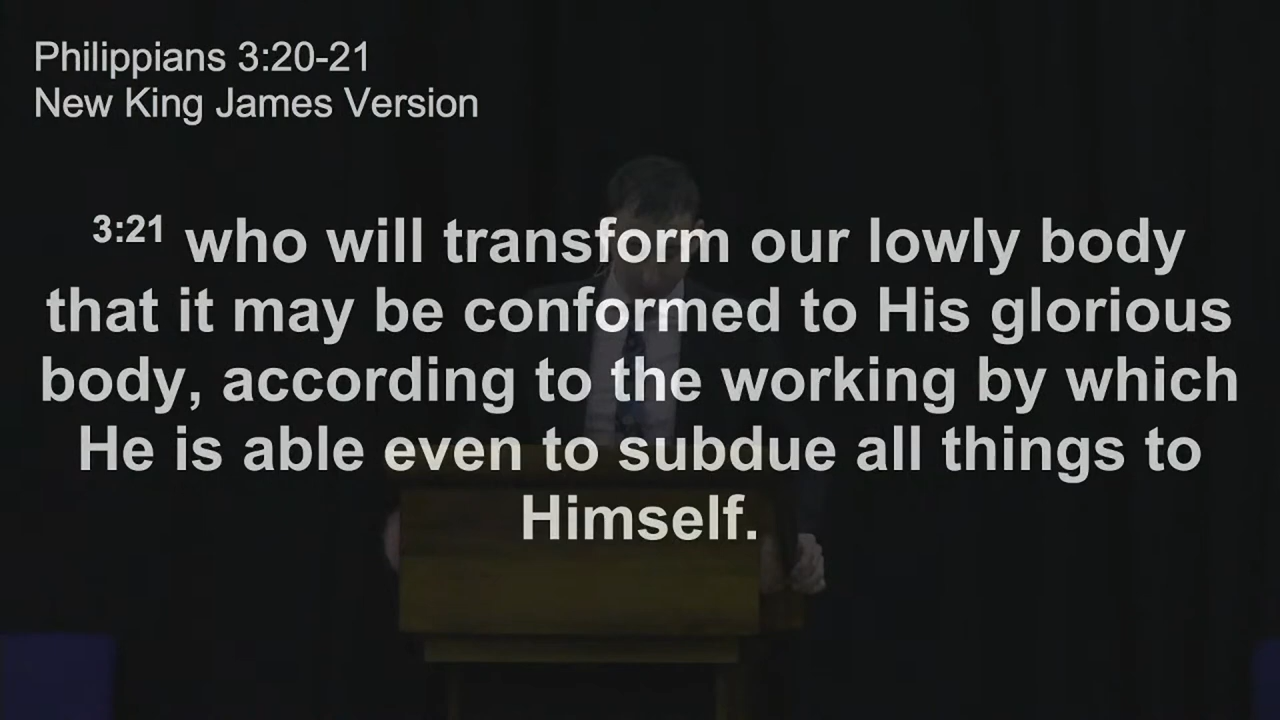 Philippians 3:20-21
New King James Version
3:21 who will transform our lowly body
that it may be conformed to His glorious
body, according to the working by which
He is able even to subdue all things to
Himself.